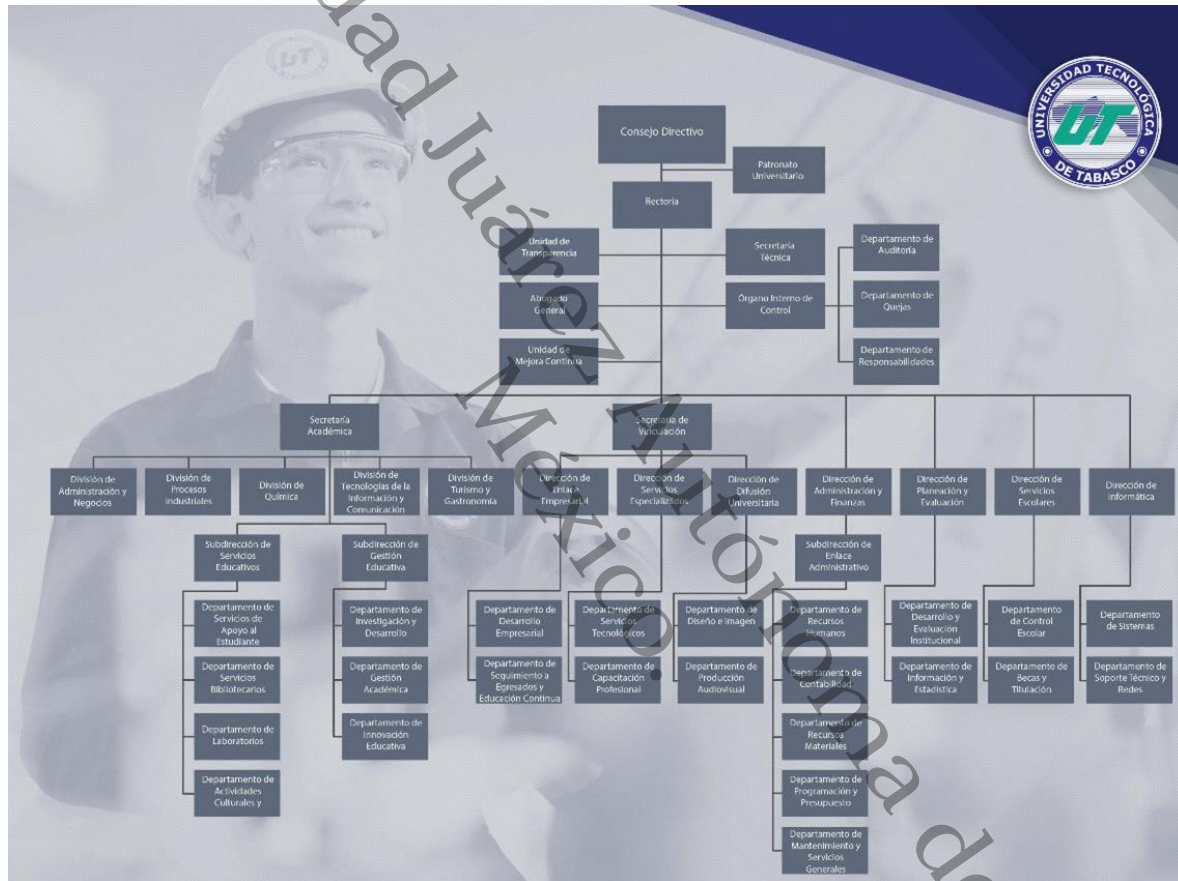 Consejo Directivo
Patronato
Universitario
Rectoría
Unidad de
Transparencia
Secretaría
Técnica
Departamento de
Auditoría
Abogado
General
Órgano Interno de
Control
Departamento de
Quejas
Unidad de
Mejora Continua
Departamento de
Responsabilidades
Secretaría
Académica
Secretaría de
Vinculación
División de
Administración y
Negocios
División de
Procesos
Industriales
División de
Química
División de
Tecnologías de la
Información y
Comunicación
División de
Turismo y
Gastronomía
Dirección de
Enlace
Empresarial
Dirección de
Servicios
Especializados
Dirección de
Difusión
Universitaria
Dirección de
Administración y
Finanzas
Dirección de
Planeación y
Evaluación
Dirección de
Servicios
Escolares
Dirección de
Informática
Subdirección de
Servicios
Educativos
Subdirección de
Gestión
Educativa
Subdirección de
Enlace
Administrativo
Departamento de
Servicios de
Apoyo al
Estudiante
Departamento de
Investigación y
Desarrollo
Departamento de
Desarrollo
Empresarial
Departamento de
Servicios
Tecnológicos
Departamento de
Diseño e Imagen
Departamento de
Recursos
Humanos
Departamento de
Desarrollo y
Evaluación
Institucional
Departamento
de Control
Escolar
Departamento
de Sistemas
Departamento de
Servicios
Bibliotecarios
Departamento de
Gestión
Académica
Departamento de
Seguimiento a
Egresados y
Educación Continua
Departamento de
Capacitación
Profesional
Departamento de
Producción
Audiovisual
Departamento de
Contabilidad
Departamento de
Información y
Estadística
Departamento de
Becas y
Titulación
Departamento de
Soporte Técnico y
Redes
Departamento de
Laboratorios
Departamento de
Innovación
Educativa
Departamento de
Recursos
Materiales
Departamento de
Actividades
Culturales y
Departamento de
Programación y
Presupuesto
Departamento de
Mantenimiento y
Servicios
Generales
UNIVERSIDAD TECNOLÓGICA
UT
DE TABASCO
UT
dad Juárez Autónoma de
México.